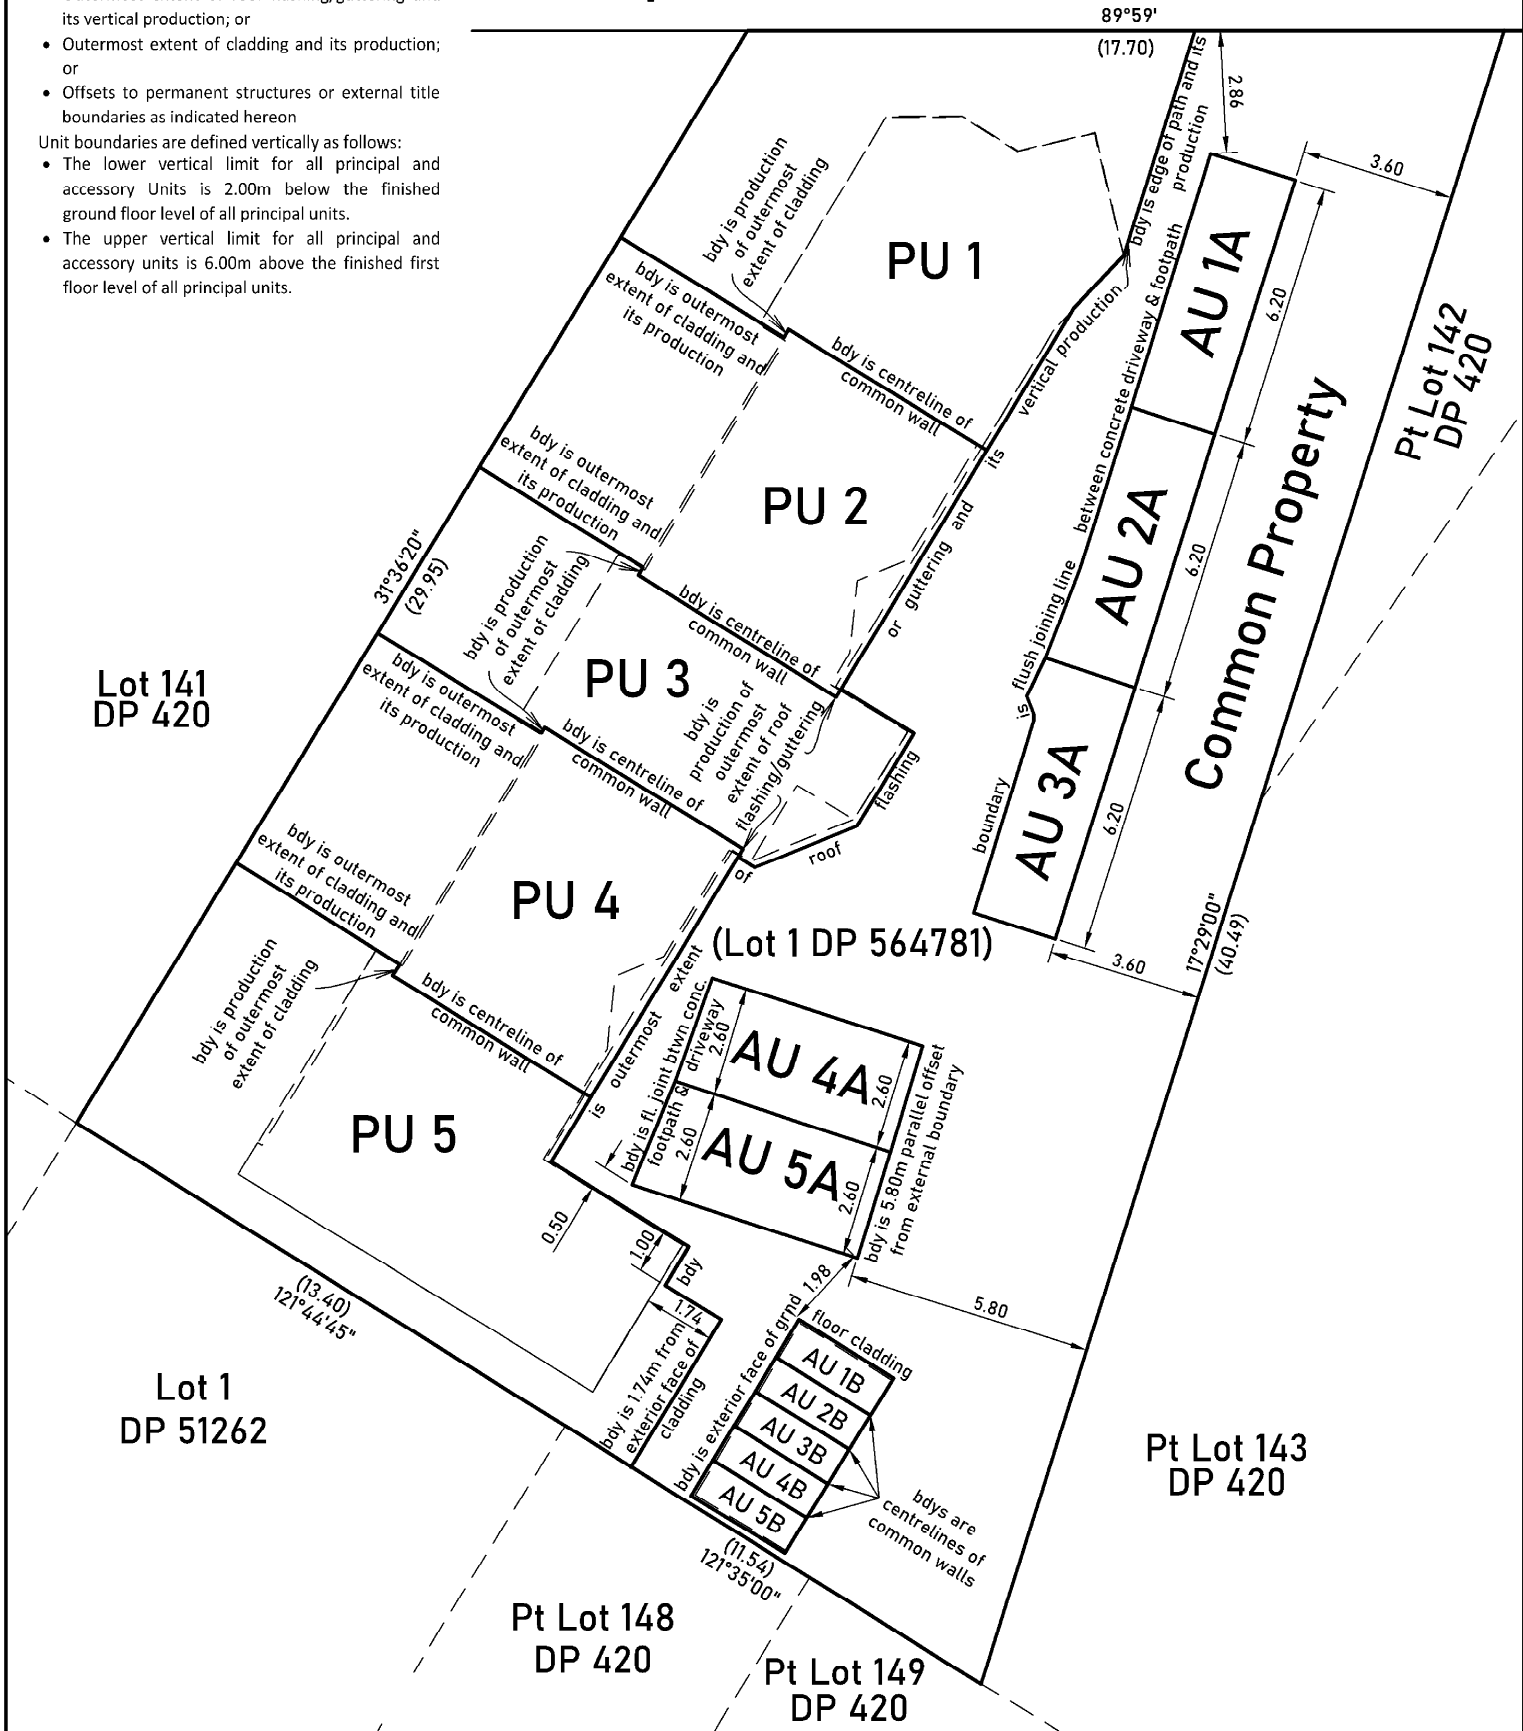 its vertical production; or
• Outermost extent of cladding and its production;
or
• Offsets to permanent structures or external title
boundaries as indicated hereon
Unit boundaries are defined vertically as follows:
• The lower vertical limit for all principal and
accessory Units is 2.00m below the finished
ground floor level of all principal units.
• The upper vertical limit for all principal and
accessory units is 6.00m above the finished first
floor level of all principal units.
89°59'
(17.70)
2.86
bdy is edge of path and its
production
3.60
bdy is production
of outermost
extent of cladding
PU 1
AU 1A
6.20
Pt Lot 142
DP 420
bdy is outermost
extent of cladding and
its production
bdy is centreline of
common wall
boundary is flush joining line between concrete driveway & footpath
bdy is outermost
extent of cladding and
its production
PU 2
AU 2A
6.20
Common Property
31°36'20"
(29.95)
bdy is production
of outermost
extent of cladding
bdy is centreline of
common wall
Lot 141
DP 420
bdy is outermost
extent of cladding and
its production
PU 3
bdy is
production of
outermost
extent of roof
flashing/guttering
AU 3A
6.20
bdy is centreline of
common wall
bdy is outermost extent of roof flashing or guttering and its vertical production
bdy is outermost
extent of cladding and
its production
PU 4
(Lot 1 DP 564781)
3.60
17°29'00"
(40.49)
bdy is production
of outermost
extent of cladding
bdy is centreline of
common wall
bdy is fl. joint btwn conc.
footpath & driveway
2.60
AU 4A
2.60
bdy is 5.80m parallel offset
from external boundary
PU 5
2.60
AU 5A
2.60
0.50
1.00
1.98
5.80
(13.40)
121°44'45"
1.74
bdy is 1.74m from
exterior face of
cladding
bdy is exterior face of grnd
floor cladding
AU 1B
AU 2B
AU 3B
AU 4B
AU 5B
bdys are
centrelines of
common walls
Lot 1
DP 51262
Pt Lot 143
DP 420
(11.54)
121°35'00"
Pt Lot 148
DP 420
Pt Lot 149
DP 420